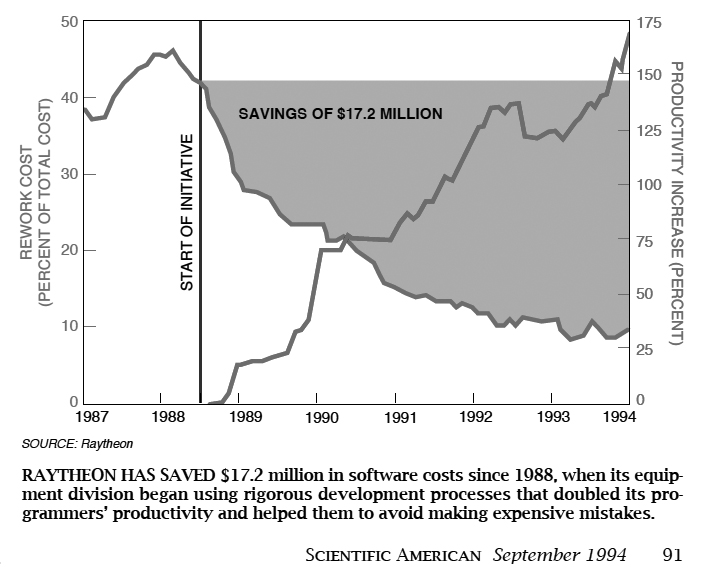 50
40
30
20
10
0
REWORK COST
(PERCENT OF TOTAL COST)
START OF INITIATIVE
SAVINGS OF $17.2 MILLION
175
150
125
100
75
50
25
0
PRODUCTIVITY INCREASE (PERCENT)
1987 1988 1989 1990 1991 1992 1993 1994
SOURCE: Raytheon
RAYTHEON HAS SAVED $17.2 million in software costs since 1988, when its equip-
ment division began using rigorous development processes that doubled its pro-
grammers' productivity and helped them to avoid making expensive mistakes.
SCIENTIFIC AMERICAN September 1994 91